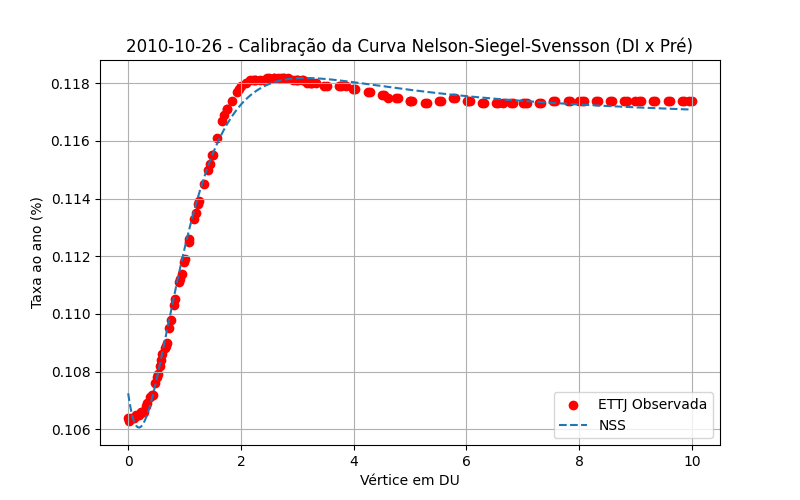 2010-10-26 - Calibração da Curva Nelson-Siegel-Svensson (DI x Pré)
Taxa ao ano (%)
0.118
0.116
0.114
0.112
0.110
0.108
0.106
ETTJ Observada
NSS
0 2 4 6 8 10
Vértice em DU